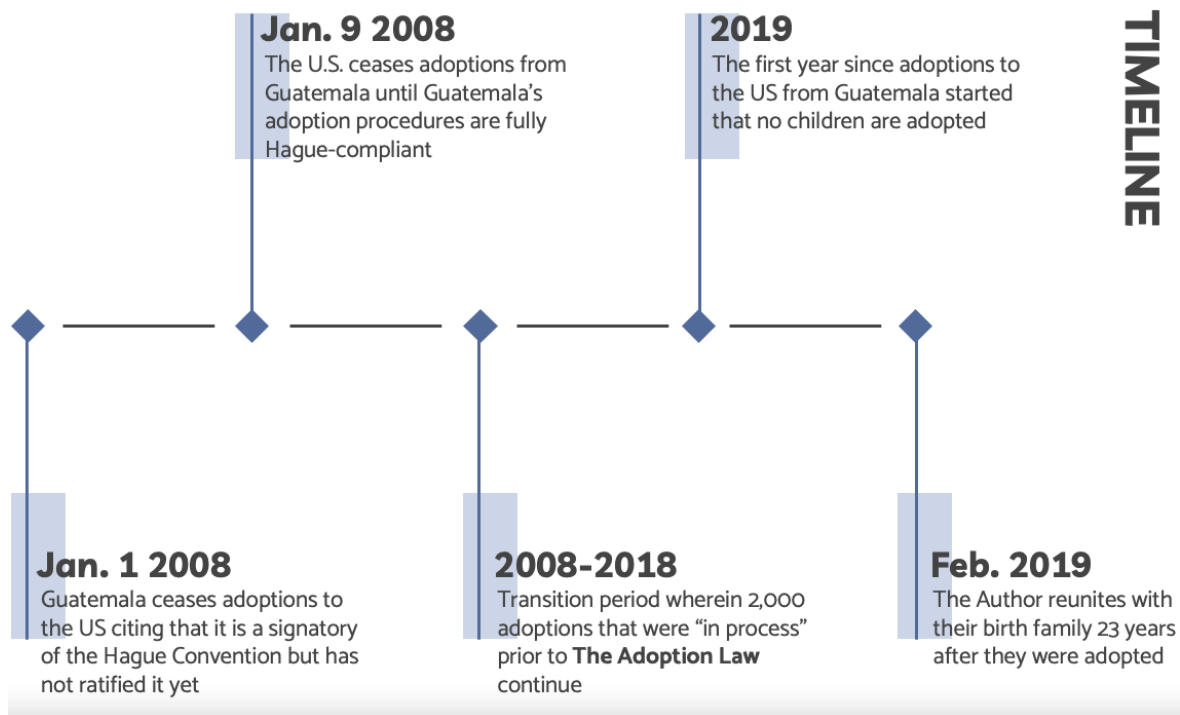 TIMELINE
Jan. 1 2008
Guatemala ceases adoptions to
the US citing that it is a signatory
of the Hague Convention but has
not ratified it yet
Jan. 9 2008
The U.S. ceases adoptions from
Guatemala until Guatemala's
adoption procedures are fully
Hague-compliant
2008-2018
Transition period wherein 2,000
adoptions that were “in process”
prior to The Adoption Law
continue
2019
The first year since adoptions to
the US from Guatemala started
that no children are adopted
Feb. 2019
The Author reunites with
their birth family 23 years
after they were adopted